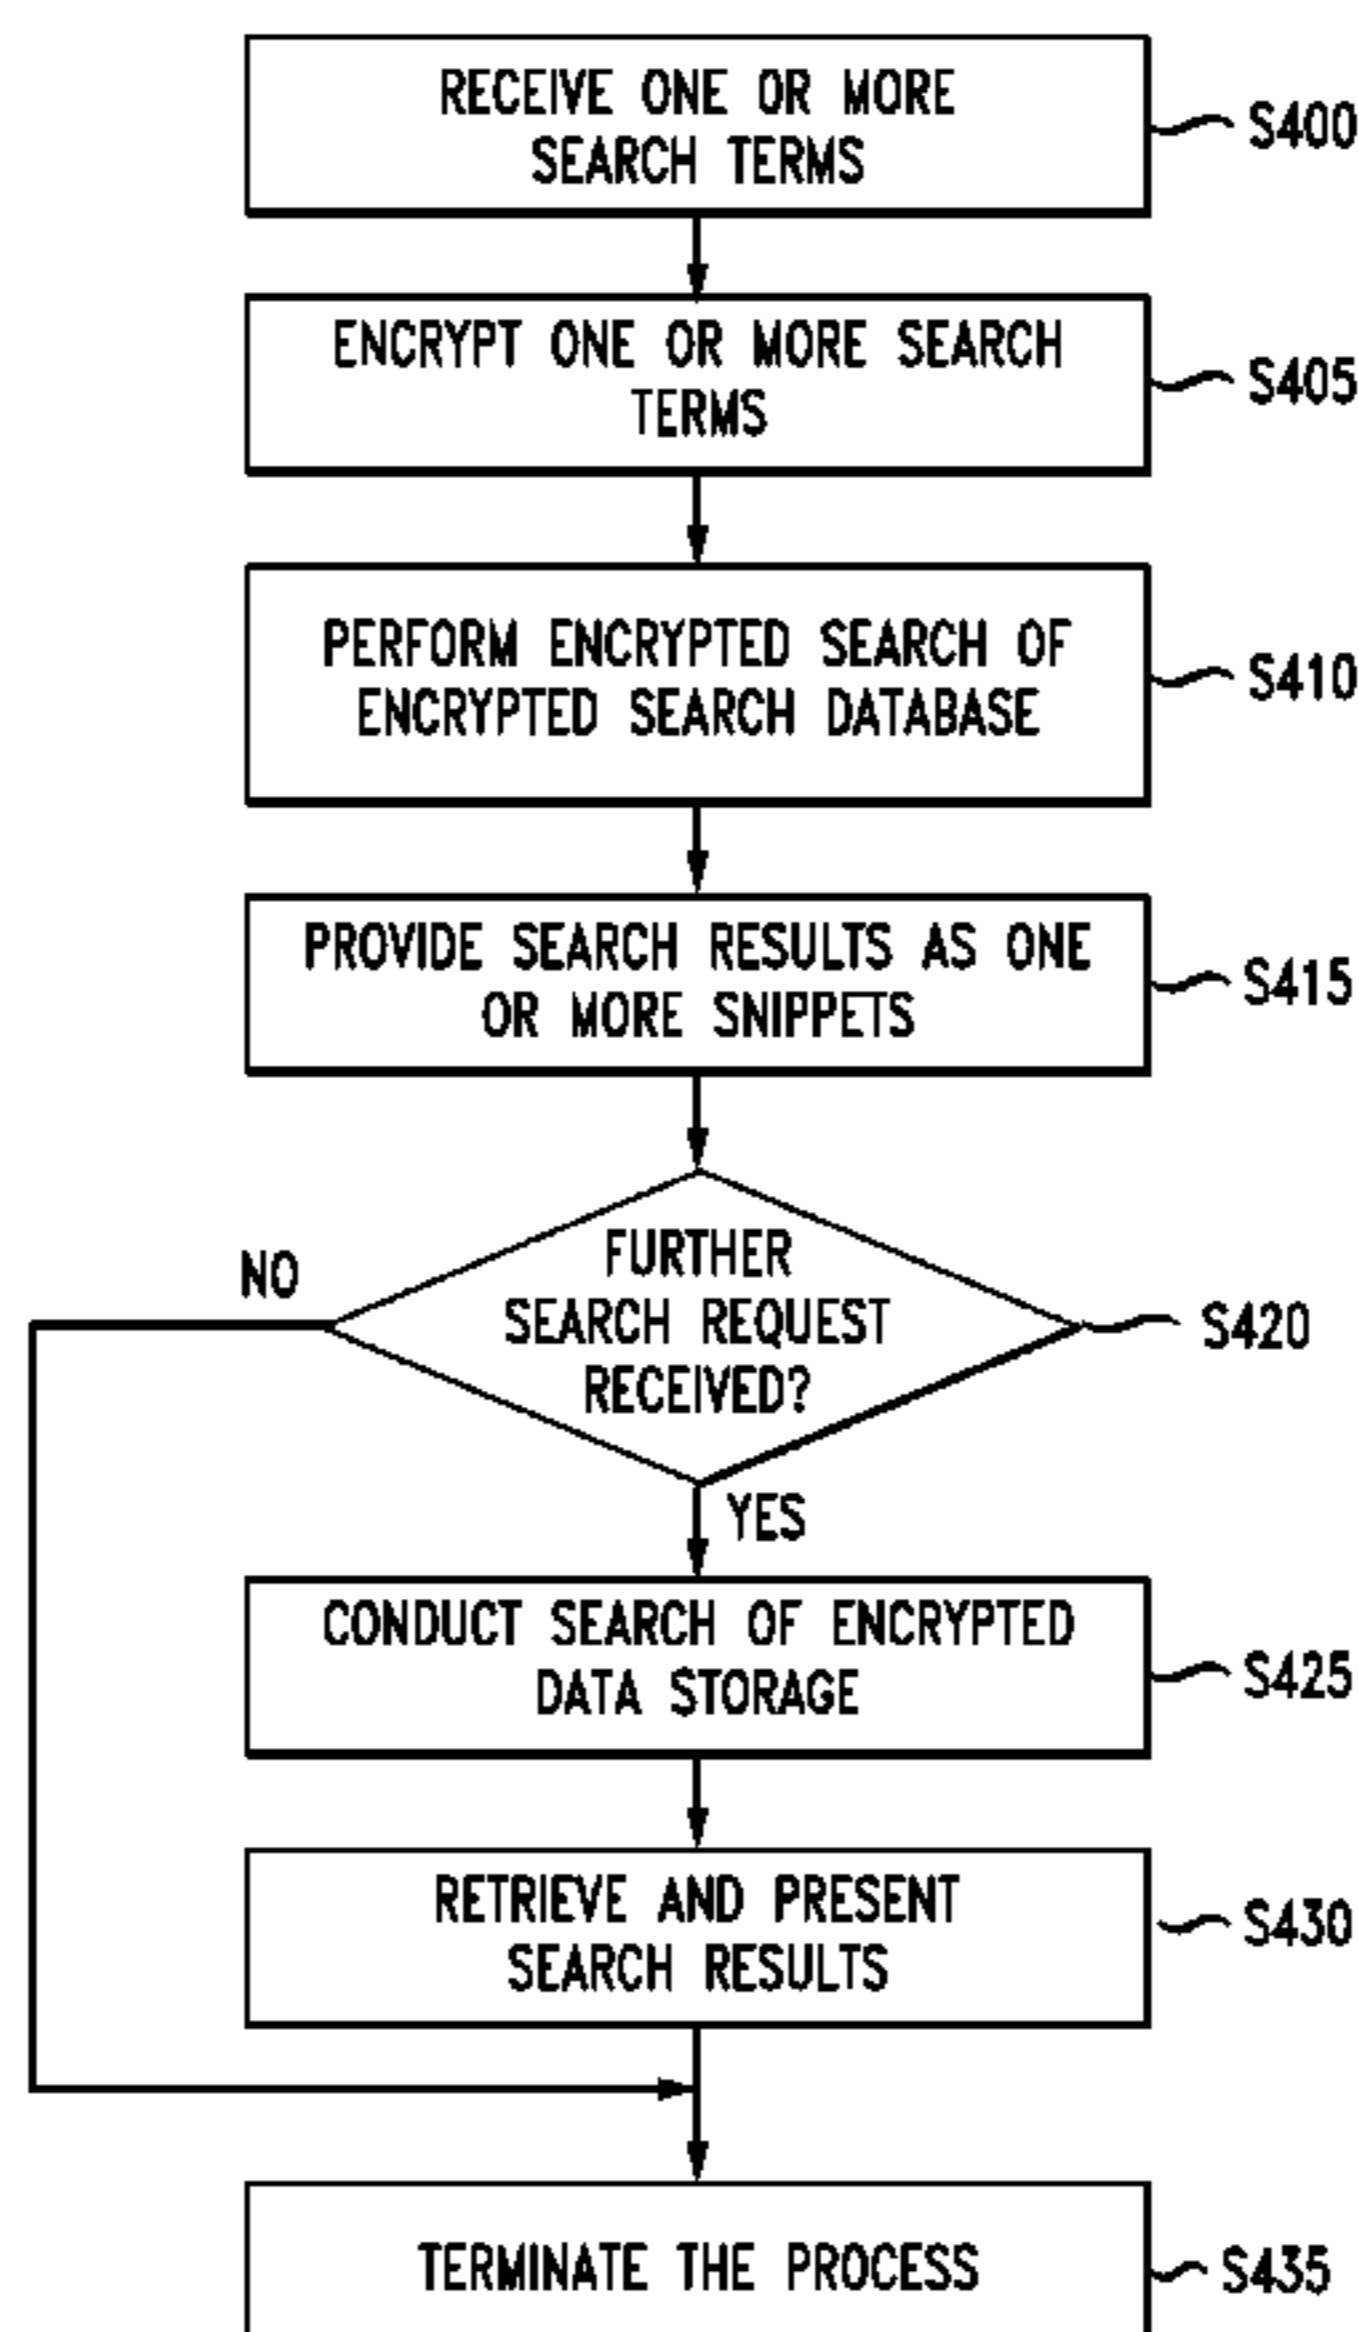 RECEIVE ONE OR MORE
SEARCH TERMS
S400
ENCRYPT ONE OR MORE SEARCH
TERMS
S405
PERFORM ENCRYPTED SEARCH OF
ENCRYPTED SEARCH DATABASE
S410
PROVIDE SEARCH RESULTS AS ONE
OR MORE SNIPPETS
S415
NO
FURTHER
SEARCH REQUEST
RECEIVED?
S420
YES
CONDUCT SEARCH OF ENCRYPTED
DATA STORAGE
S425
RETRIEVE AND PRESENT
SEARCH RESULTS
S430
TERMINATE THE PROCESS
S435